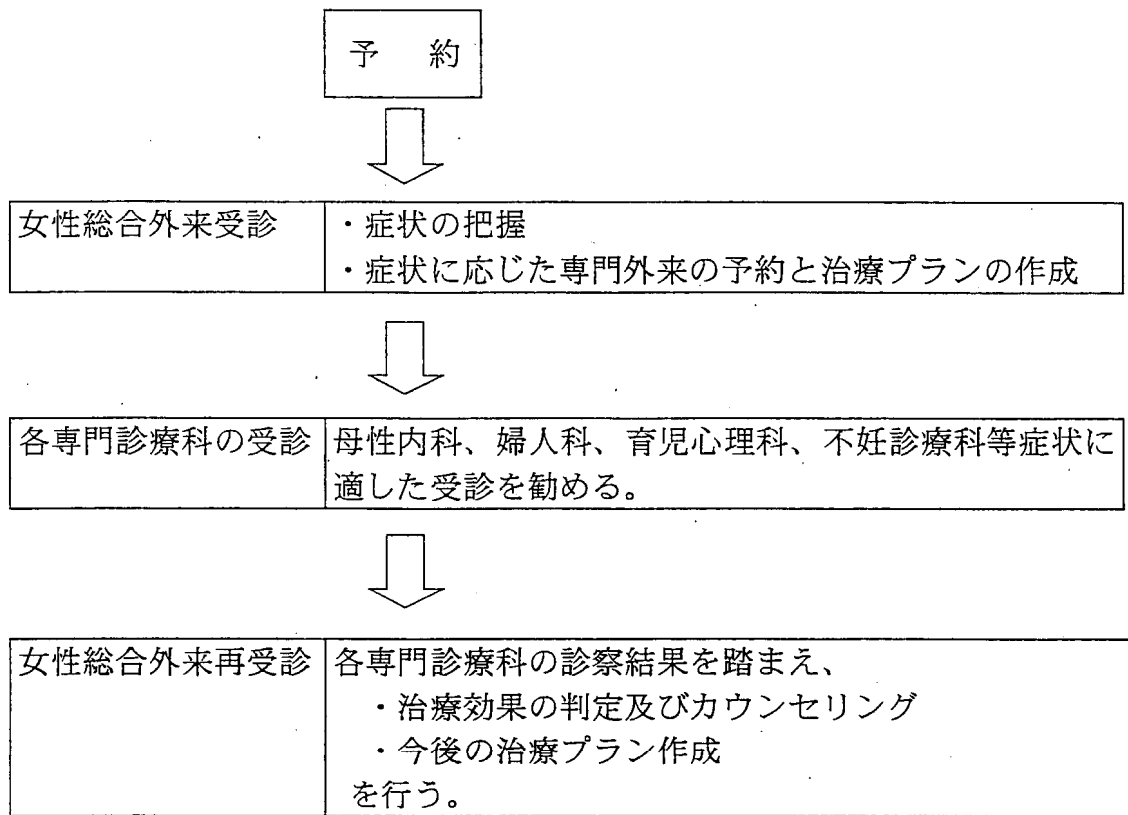 予 約
女性総合外来受診
・症状の把握
・症状に応じた専門外来の予約と治療プランの作成
各専門診療科の受診
母性内科、婦人科、育児心理科、不妊診療科等症状に
適した受診を勧める。
女性総合外来再受診
各専門診療科の診察結果を踏まえ、
・治療効果の判定及びカウンセリング
・今後の治療プラン作成
を行う。